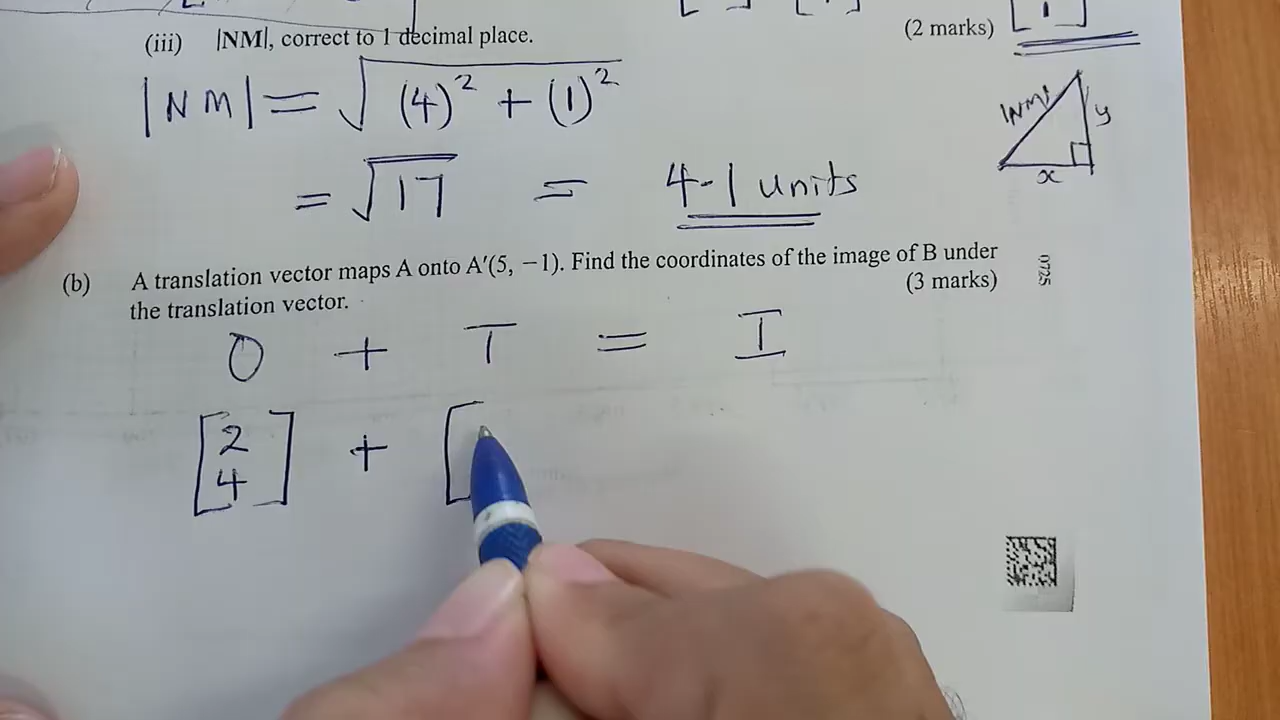 (2 marks)
1
(iii) |NM|, correct to 1 decimal place.
|NM| = √(4)² + (1)²
|NM|
y
x
= √17 = 4.1 units
(b) A translation vector maps A onto A′(5, −1). Find the coordinates of the image of B under
the translation vector. (3 marks)
0725
O + T = I
[2 4] + [